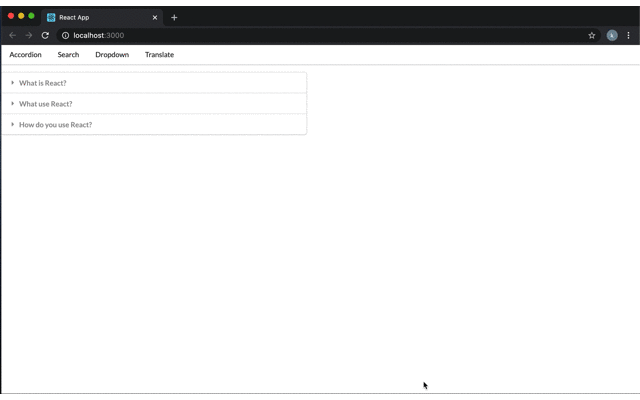 React App
localhost:3000
Accordion Search Dropdown Translate
What is React?
What use React?
How do you use React?